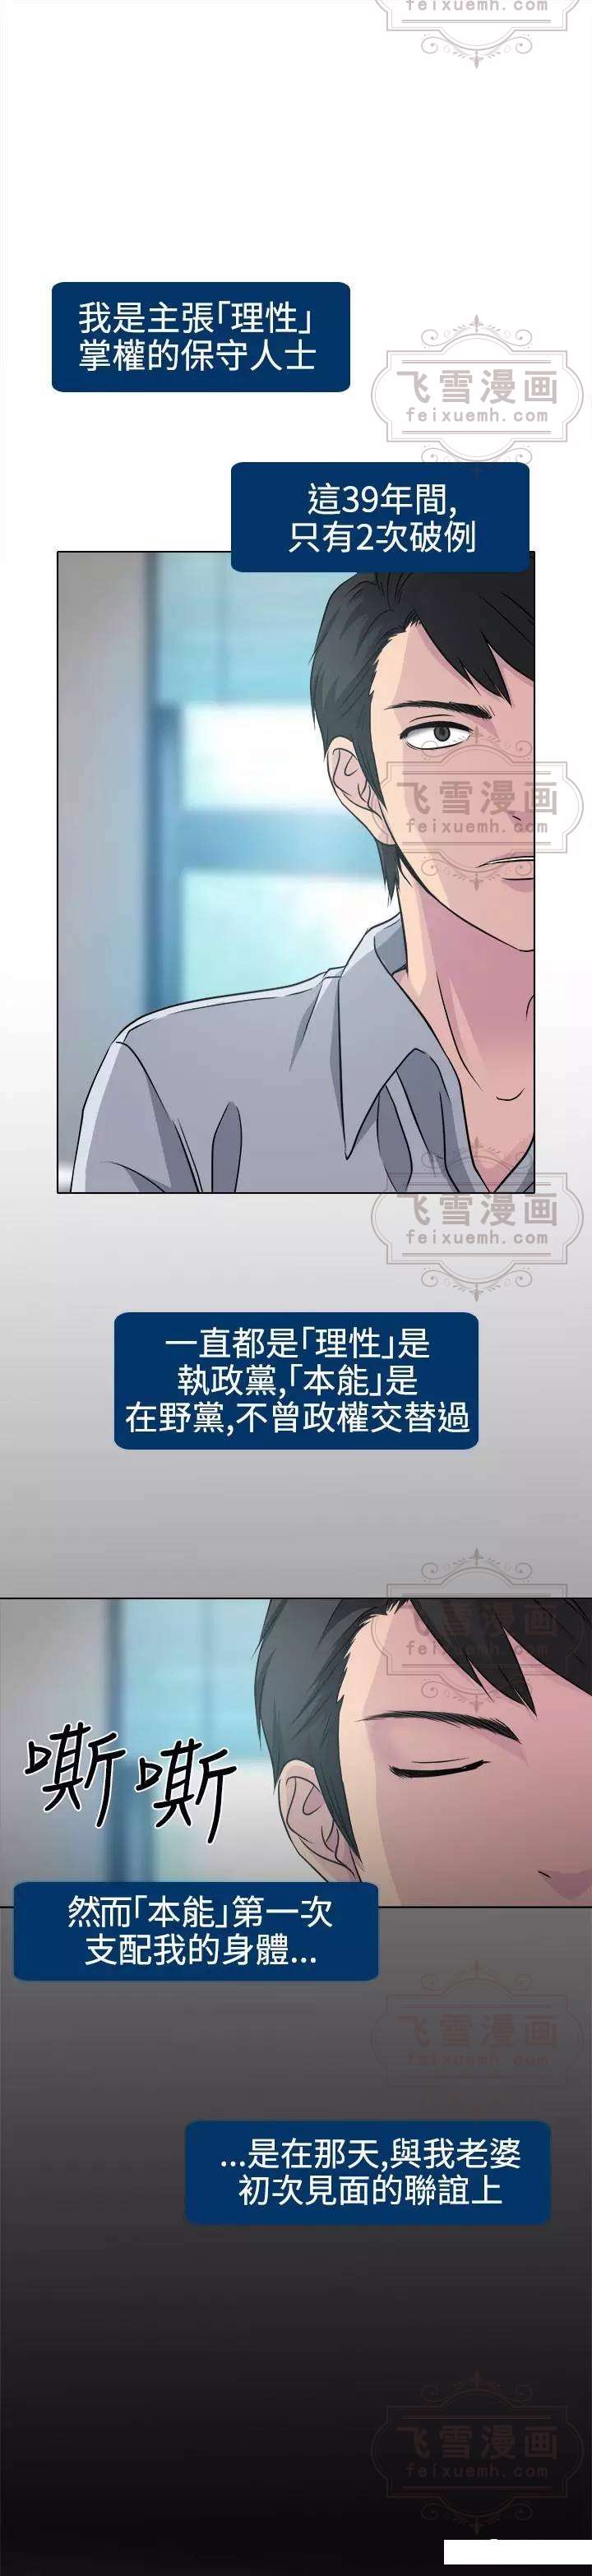 feixuemh.com
我是主張「理性」
掌權的保守人士
飞雪漫画
feixuemh.com
這39年間,
只有2次破例
飞雪漫画
feixuemh.com
飞雪漫画
feixuemh.com
一直都是「理性」是
執政黨,「本能」是
在野黨,不曾政權交替過
飞雪漫画
feixuemh.com
嘶嘶
然而「本能」第一次
支配我的身體...
飞雪漫画
feixuemh.com
...是在那天,與我老婆
初次見面的聯誼上
飞雪漫画
feixuemh.com